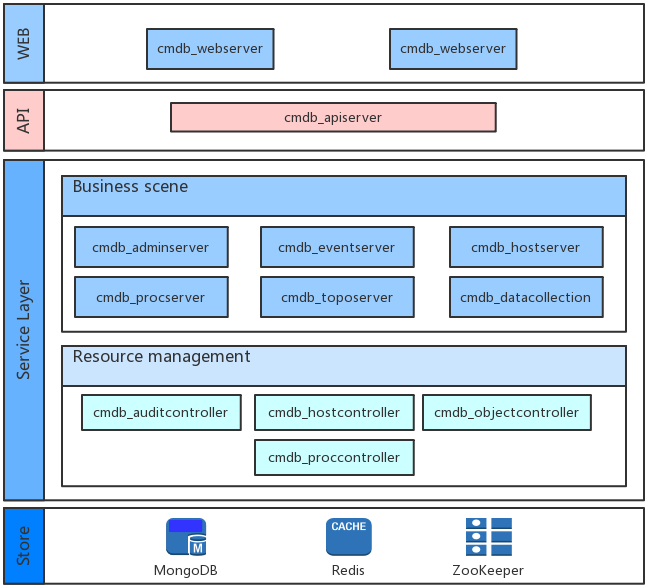 WEB
cmdb_webserver
cmdb_webserver
API
cmdb_apiserver
Service Layer
Business scene
cmdb_adminserver
cmdb_eventserver
cmdb_hostserver
cmdb_procserver
cmdb_toposerver
cmdb_datacollection
Resource management
cmdb_auditcontroller
cmdb_hostcontroller
cmdb_objectcontroller
cmdb_proccontroller
Store
M
MongoDB
CACHE
Redis
ZooKeeper